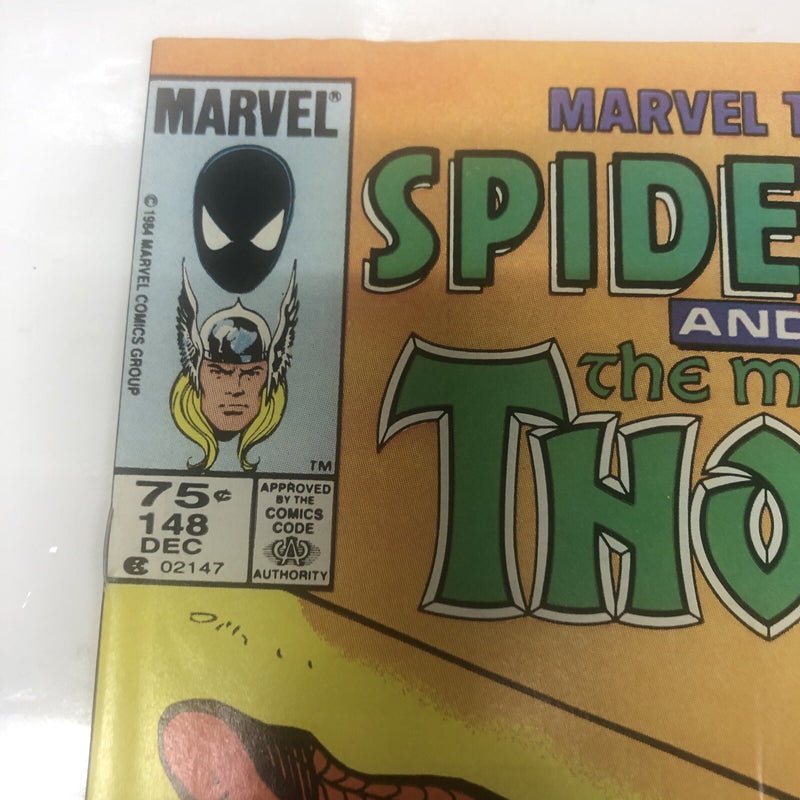 MARVEL®
© 1984 MARVEL COMICS GROUP
TM
75¢
148
DEC
02147
APPROVED
BY THE
COMICS
CODE
CA
AUTHORITY
MARVEL T
SPIDE
AND
the m
THO